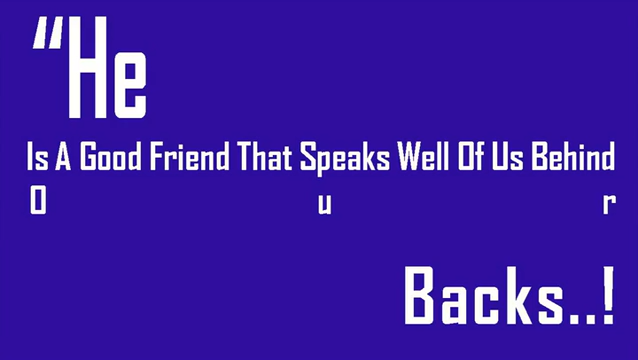 “He
Is A Good Friend That Speaks Well Of Us Behind
O u r
Backs..!